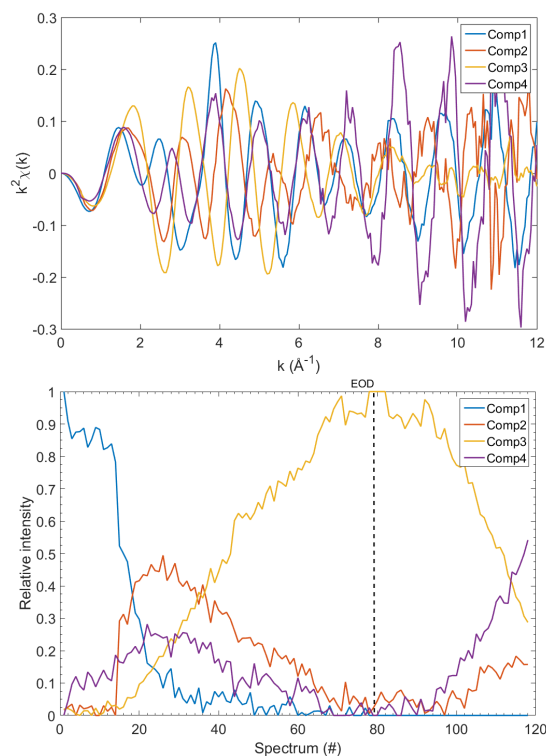 0.3
0.2
0.1
0
-0.1
-0.2
-0.3
k²χ(k)
0 2 4 6 8 10 12
k (Å⁻¹)
Comp1
Comp2
Comp3
Comp4
EOD
1
0.9
0.8
0.7
0.6
0.5
0.4
0.3
0.2
0.1
0
Relative intensity
0 20 40 60 80 100 120
Spectrum (#)
Comp1
Comp2
Comp3
Comp4